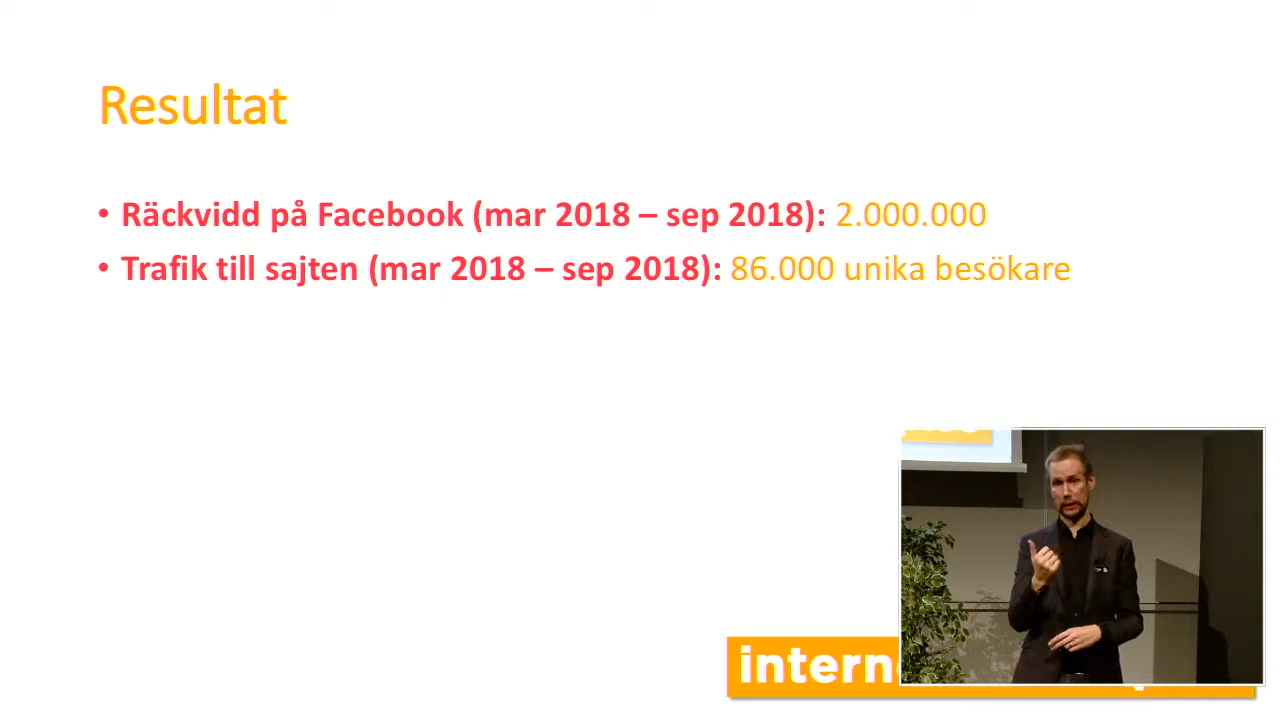 Resultat
• Räckvidd på Facebook (mar 2018 – sep 2018): 2.000.000
• Trafik till sajten (mar 2018 – sep 2018): 86.000 unika besökare